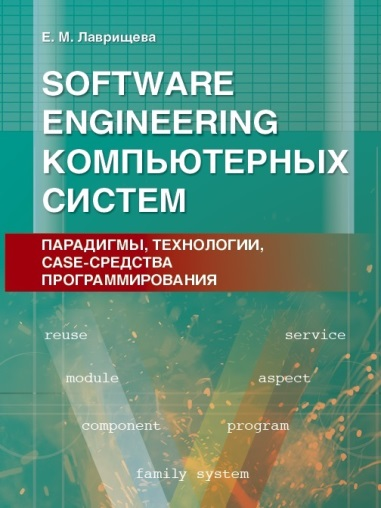 Е. М. Лаврищева
SOFTWARE
ENGINEERING
КОМПЬЮТЕРНЫХ
СИСТЕМ
ПАРАДИГМЫ, ТЕХНОЛОГИИ,
CASE-СРЕДСТВА
ПРОГРАММИРОВАНИЯ
reuse service
module aspect
component program
family system